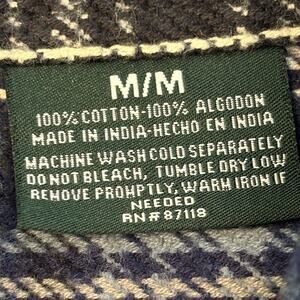 M/M
100% COTTON-100% ALGODON
MADE IN INDIA-HECHO EN INDIA
MACHINE WASH COLD SEPARATELY
DO NOT BLEACH, TUMBLE DRY LOW
REMOVE PROMPTLY, WARM IRON IF
NEEDED
RN# 87118